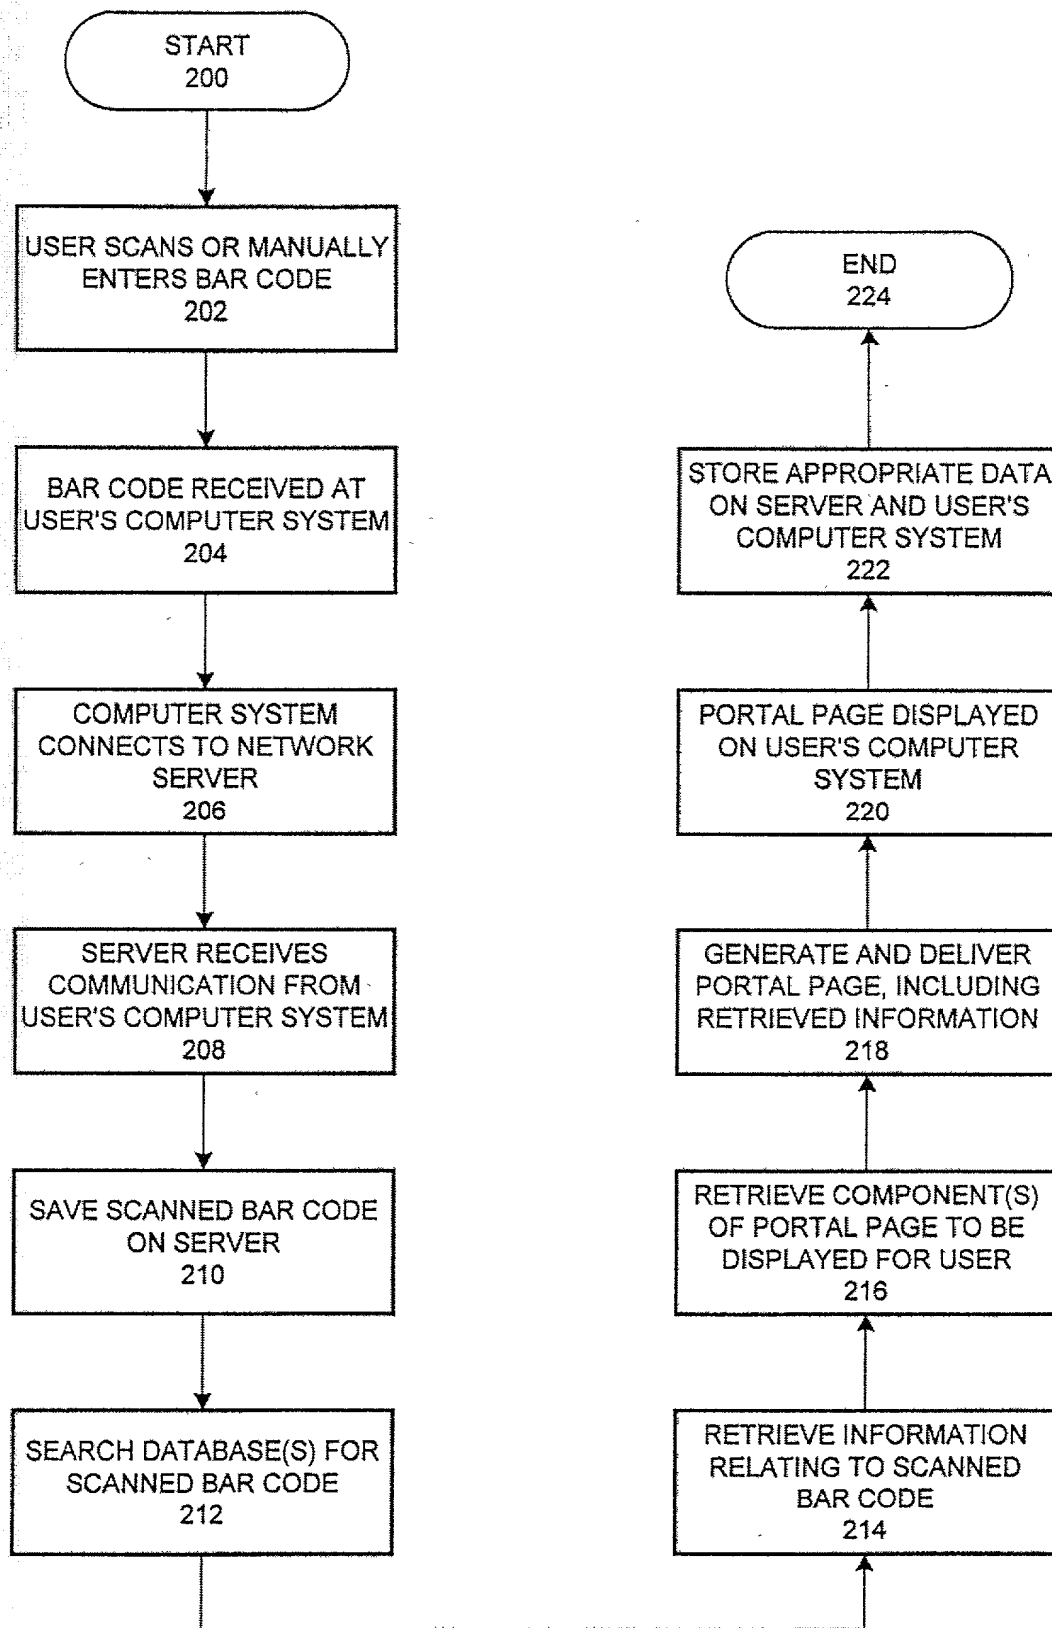 START
200
USER SCANS OR MANUALLY
ENTERS BAR CODE
202
BAR CODE RECEIVED AT
USER'S COMPUTER SYSTEM
204
COMPUTER SYSTEM
CONNECTS TO NETWORK
SERVER
206
SERVER RECEIVES
COMMUNICATION FROM
USER'S COMPUTER SYSTEM
208
SAVE SCANNED BAR CODE
ON SERVER
210
SEARCH DATABASE(S) FOR
SCANNED BAR CODE
212
RETRIEVE INFORMATION
RELATING TO SCANNED
BAR CODE
214
RETRIEVE COMPONENT(S)
OF PORTAL PAGE TO BE
DISPLAYED FOR USER
216
GENERATE AND DELIVER
PORTAL PAGE, INCLUDING
RETRIEVED INFORMATION
218
PORTAL PAGE DISPLAYED
ON USER'S COMPUTER
SYSTEM
220
STORE APPROPRIATE DATA
ON SERVER AND USER'S
COMPUTER SYSTEM
222
END
224